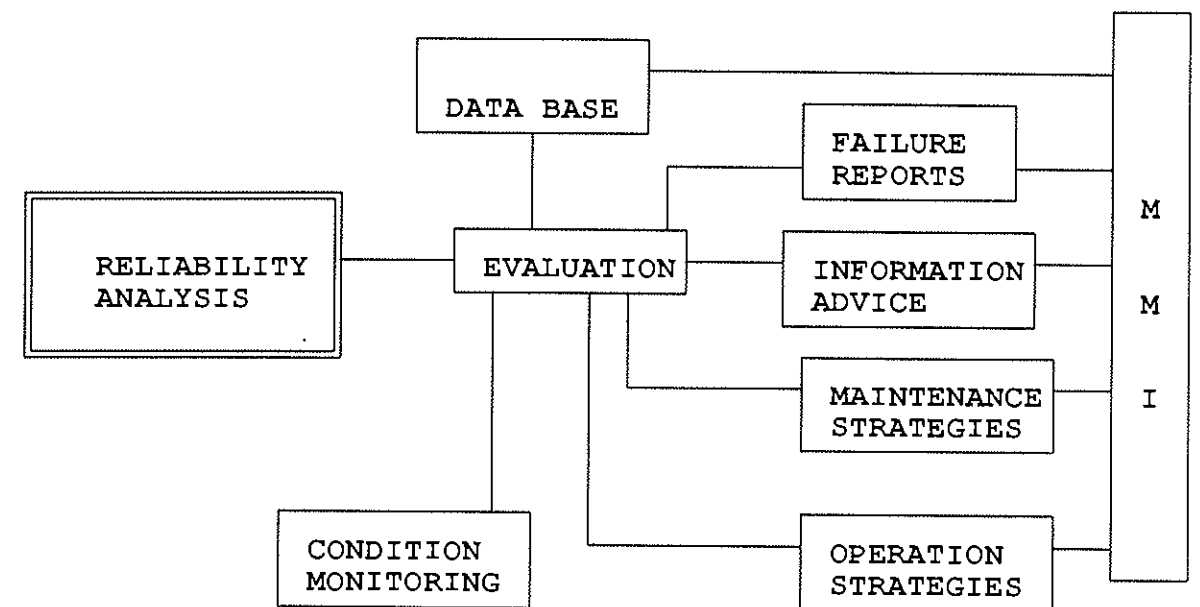 DATA BASE
FAILURE
REPORTS
RELIABILITY
ANALYSIS
EVALUATION
INFORMATION
ADVICE
MAINTENANCE
STRATEGIES
CONDITION
MONITORING
OPERATION
STRATEGIES
M
M
I